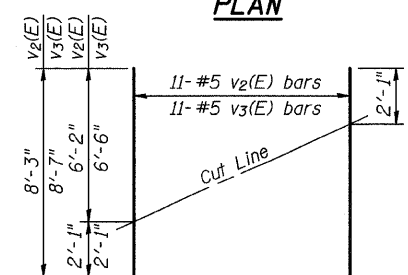 PLAN
v2(E)
v3(E)
v2(E)
v3(E)
11-#5 v2(E) bars
11-#5 v3(E) bars
2'-1"
Cut Line
8'-3"
8'-7"
6'-2"
6'-6"
2'-1"
2'-1"